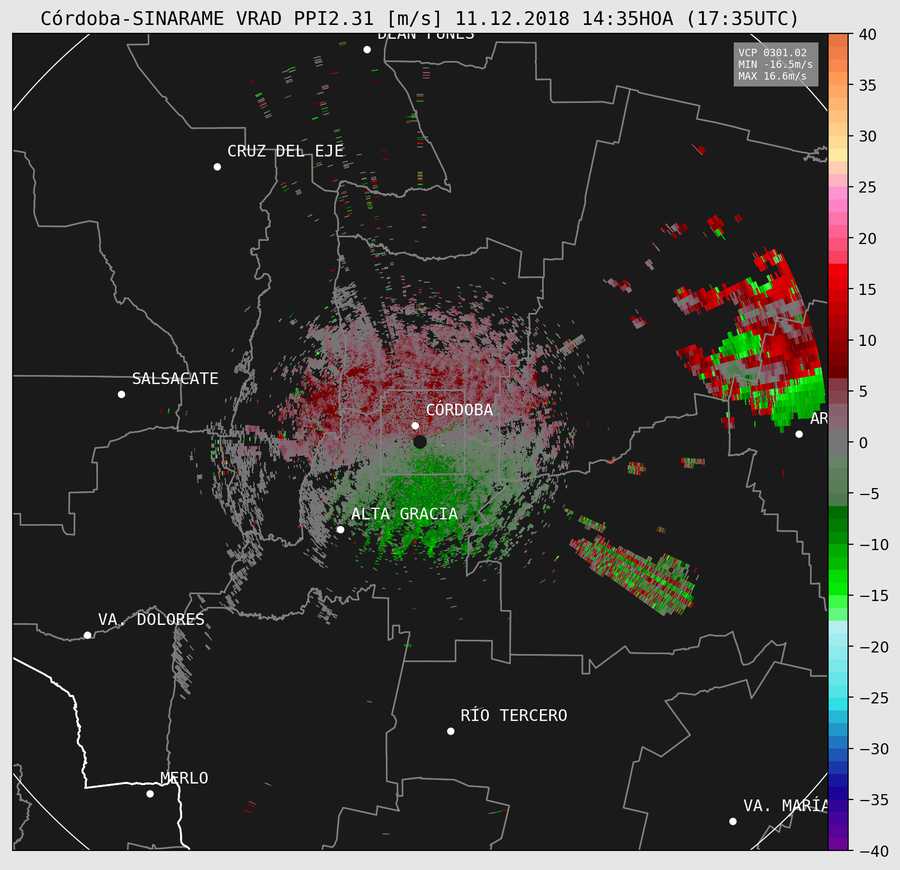 Córdoba-SINARAME VRAD PPI2.31 [m/s] 11.12.2018 14:35HOA (17:35UTC)
DEÁN FUNES
VCP 0301.02
MIN -16.5m/s
MAX 16.6m/s
CRUZ DEL EJE
SALSACATE
CÓRDOBA
AR
ALTA GRACIA
VA. DOLORES
RÍO TERCERO
MERLO
VA. MARÍA
40
35
30
25
20
15
10
5
0
−5
−10
−15
−20
−25
−30
−35
−40